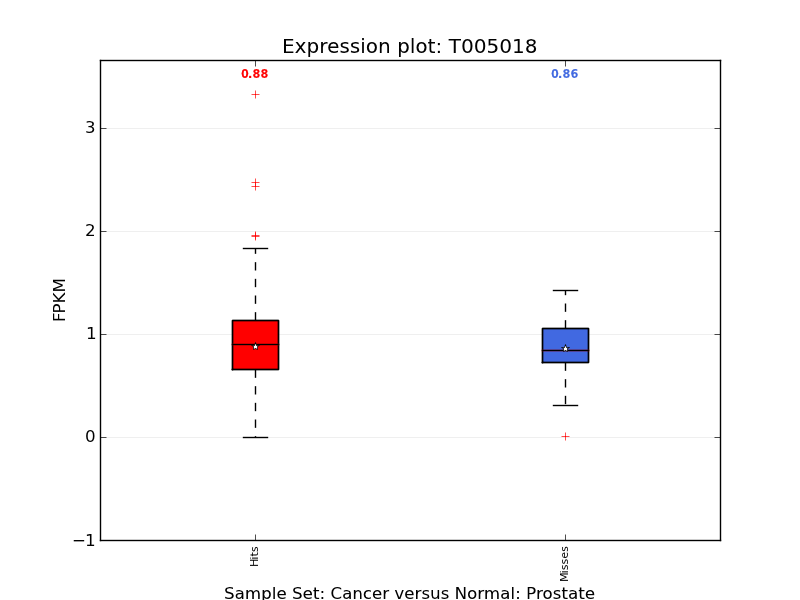 Expression plot: T005018
0.88
0.86
3
2
1
0
−1
FPKM
Hits
Misses
Sample Set: Cancer versus Normal: Prostate